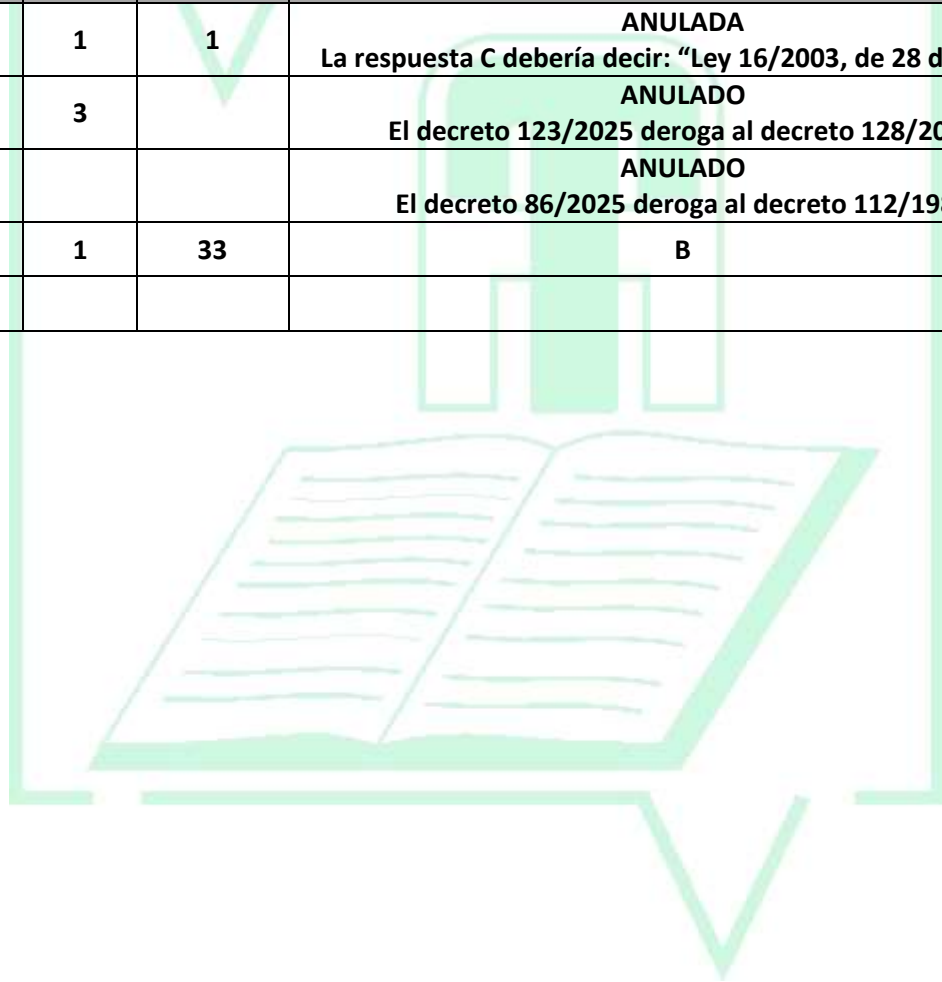 1 1 ANULADA
La respuesta C debería decir: “Ley 16/2003, de 28 d
3 ANULADO
El decreto 123/2025 deroga al decreto 128/20
ANULADO
El decreto 86/2025 deroga al decreto 112/19
1 33 B